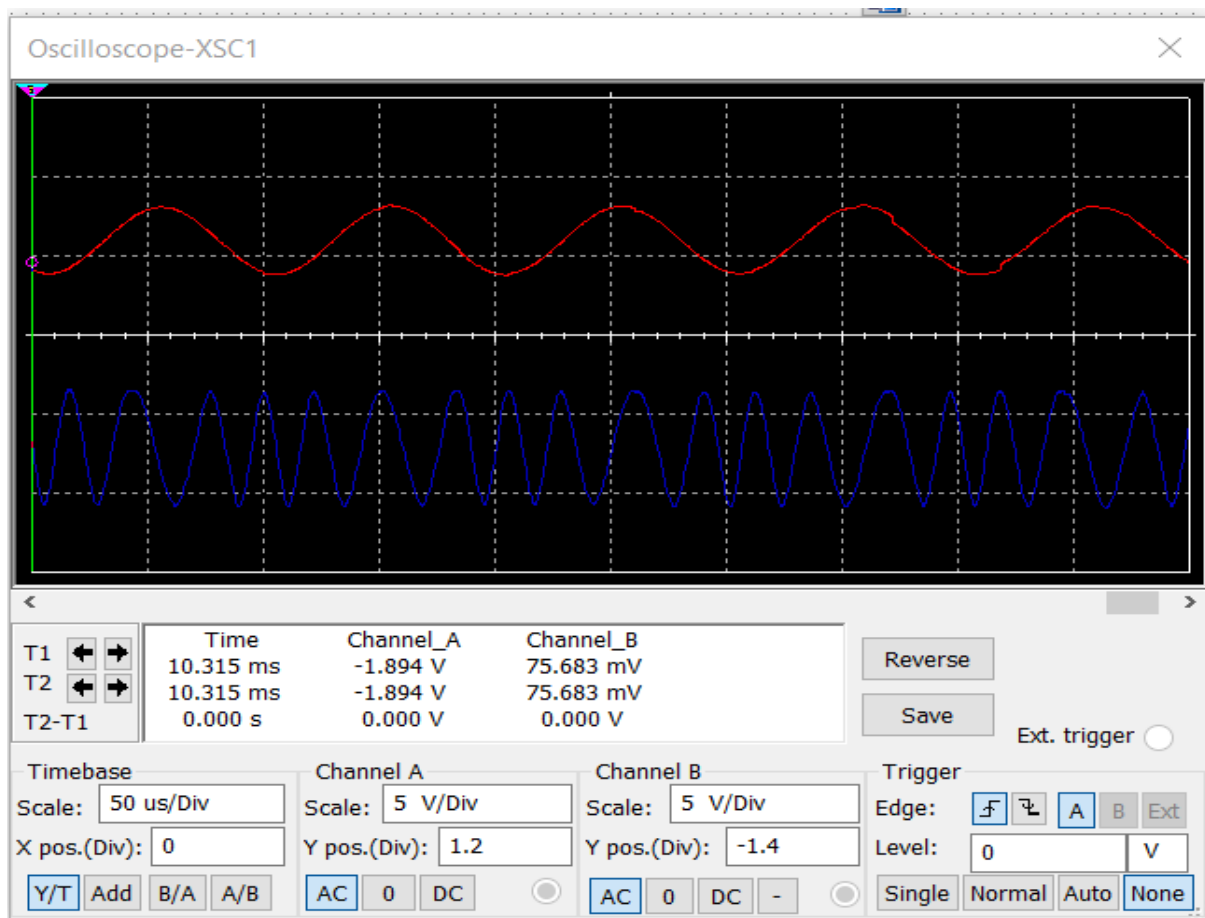 Oscilloscope-XSC1
Time Channel_A Channel_B
T1 10.315 ms -1.894 V 75.683 mV
T2 10.315 ms -1.894 V 75.683 mV
T2-T1 0.000 s 0.000 V 0.000 V
Reverse
Save
Ext. trigger
Timebase
Scale: 50 us/Div
X pos.(Div): 0
Y/T Add B/A A/B
Channel A
Scale: 5 V/Div
Y pos.(Div): 1.2
AC 0 DC
Channel B
Scale: 5 V/Div
Y pos.(Div): -1.4
AC 0 DC -
Trigger
Edge: A B Ext
Level: 0 V
Single Normal Auto None